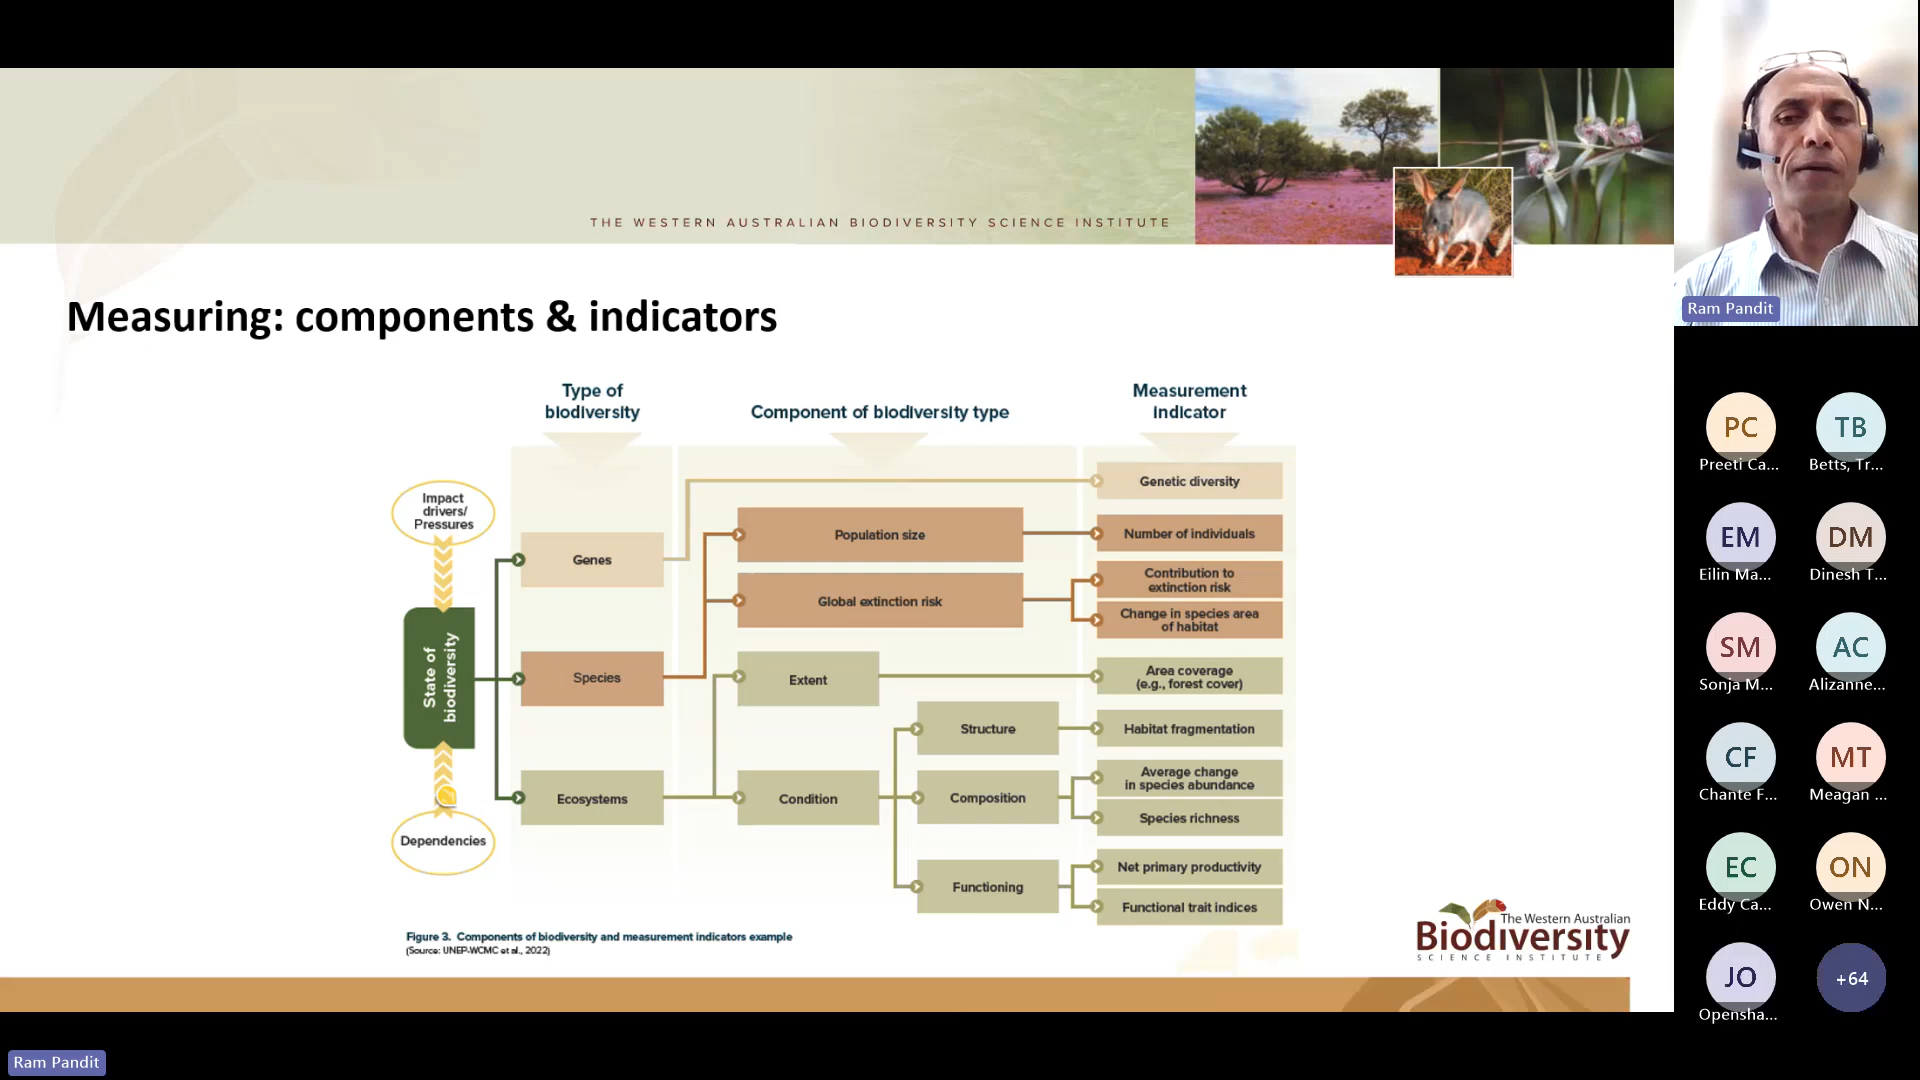 THE WESTERN AUSTRALIAN BIODIVERSITY SCIENCE INSTITUTE
Measuring: components & indicators
Type of
biodiversity
Component of biodiversity type
Measurement
indicator
Impact
drivers/
Pressures
State of
biodiversity
Dependencies
Genes
Species
Ecosystems
Population size
Global extinction risk
Extent
Condition
Structure
Composition
Functioning
Genetic diversity
Number of individuals
Contribution to
extinction risk
Change in species area
of habitat
Area coverage
(e.g., forest cover)
Habitat fragmentation
Average change
in species abundance
Species richness
Net primary productivity
Functional trait indices
Figure 3. Components of biodiversity and measurement indicators example
(Source: UNEP-WCMC et al., 2022)
The Western Australian
Biodiversity
SCIENCE INSTITUTE
Ram Pandit
PC
Preeti Ca...
TB
Betts, Tr...
EM
Eilin Ma...
DM
Dinesh T...
SM
Sonja M...
AC
Alizanne...
CF
Chante F...
MT
Meagan ...
EC
Eddy Ca...
ON
Owen N...
JO
Opensha...
+64
Ram Pandit